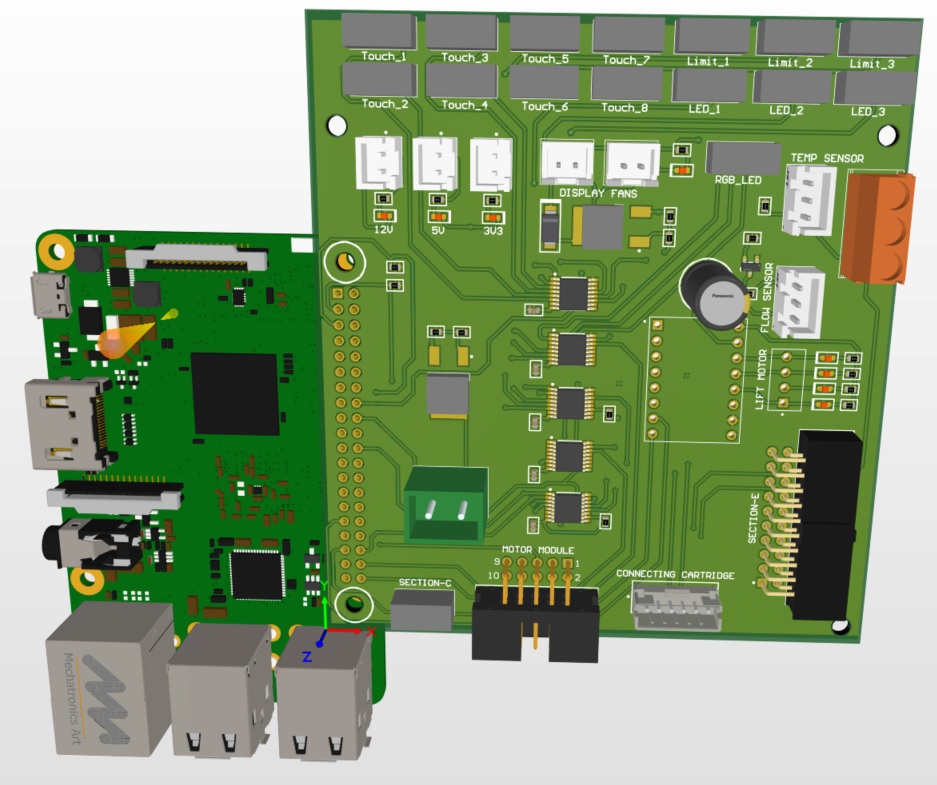 Touch_1 Touch_3 Touch_5 Touch_7 Limit_1 Limit_2 Limit_3
Touch_2 Touch_4 Touch_6 Touch_8 LED_1 LED_2 LED_3
TEMP SENSOR
DISPLAY FANS
RGB_LED
12V 5V 3V3
FLOW SENSOR
Panasonic
LIFT MOTOR
SECTION-E
MOTOR MODULE
9 1
10 2
SECTION-C
CONNECTING CARTRIDGE
Y
X
Z
Mechatronics Art